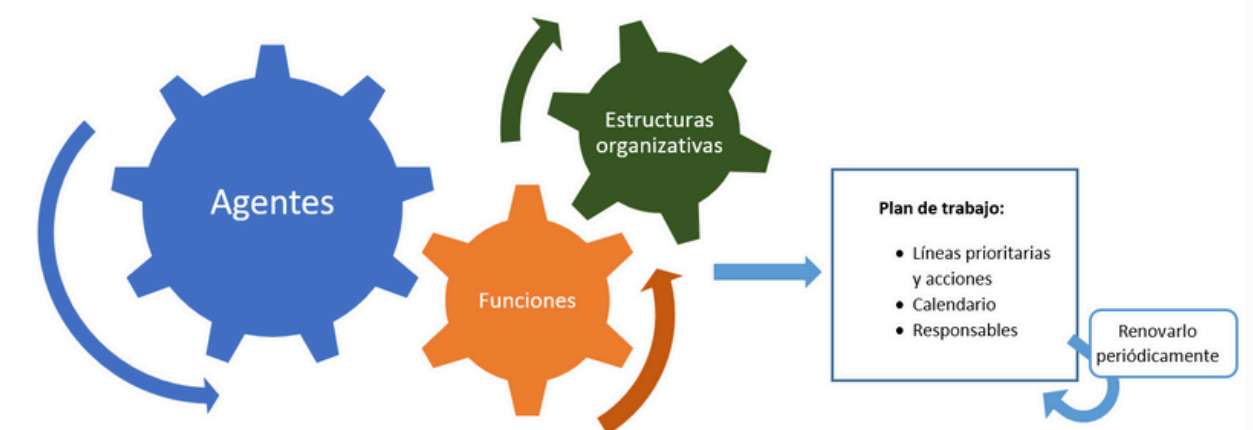 Agentes
Estructuras
organizativas
Funciones
Plan de trabajo:
• Líneas prioritarias
y acciones
• Calendario
• Responsables
Renovarlo
periódicamente